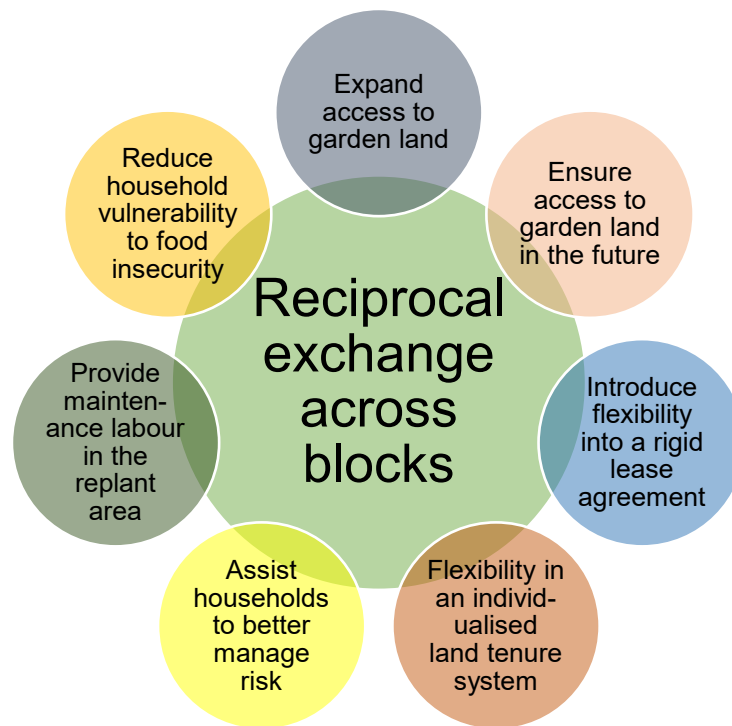 Expand
access to
garden land
Ensure
access to
garden land
in the future
Introduce
flexibility
into a rigid
lease
agreement
Flexibility in
an individ-
ualised
land tenure
system
Assist
households
to better
manage
risk
Provide
mainten-
ance labour
in the
replant
area
Reduce
household
vulnerability
to food
insecurity
Reciprocal
exchange
across
blocks